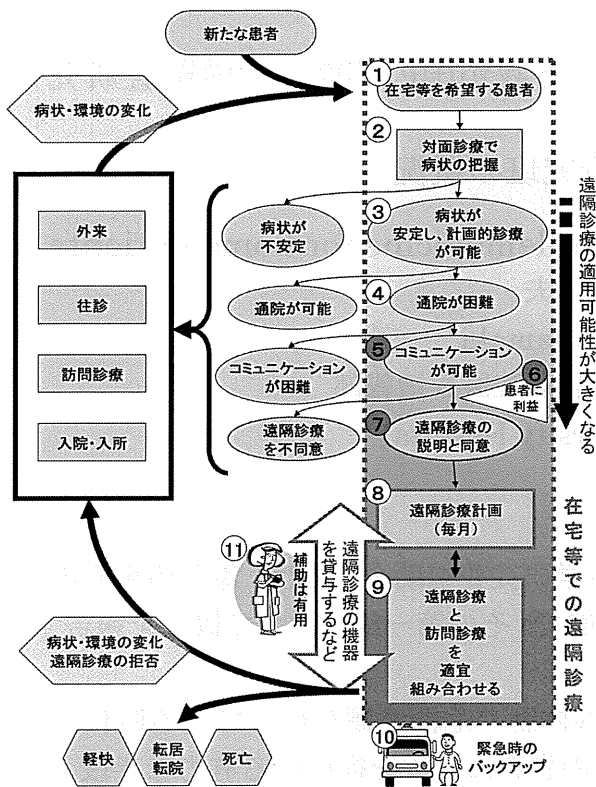 新たな患者
病状・環境の変化
①
在宅等を希望する患者
②
対面診療で
病状の把握
③
病状が
安定し、計画的診療
が可能
病状が
不安定
④
通院が困難
通院が可能
⑤
コミュニケーション
が可能
コミュニケーション
が困難
⑥
患者に
利益
⑦
遠隔診療の
説明と同意
遠隔診療
を不同意
外来
往診
訪問診療
入院・入所
遠隔診療の適用可能性が大きくなる
⑧
遠隔診療計画
(毎月)
⑨
遠隔診療
と
訪問診療
を
適宜
組み合わせる
⑪
補助は有用
遠隔診療の機器
を貸与するなど
在宅等での遠隔診療
病状・環境の変化
遠隔診療の拒否
軽快
転居
転院
死亡
⑩
緊急時の
バックアップ